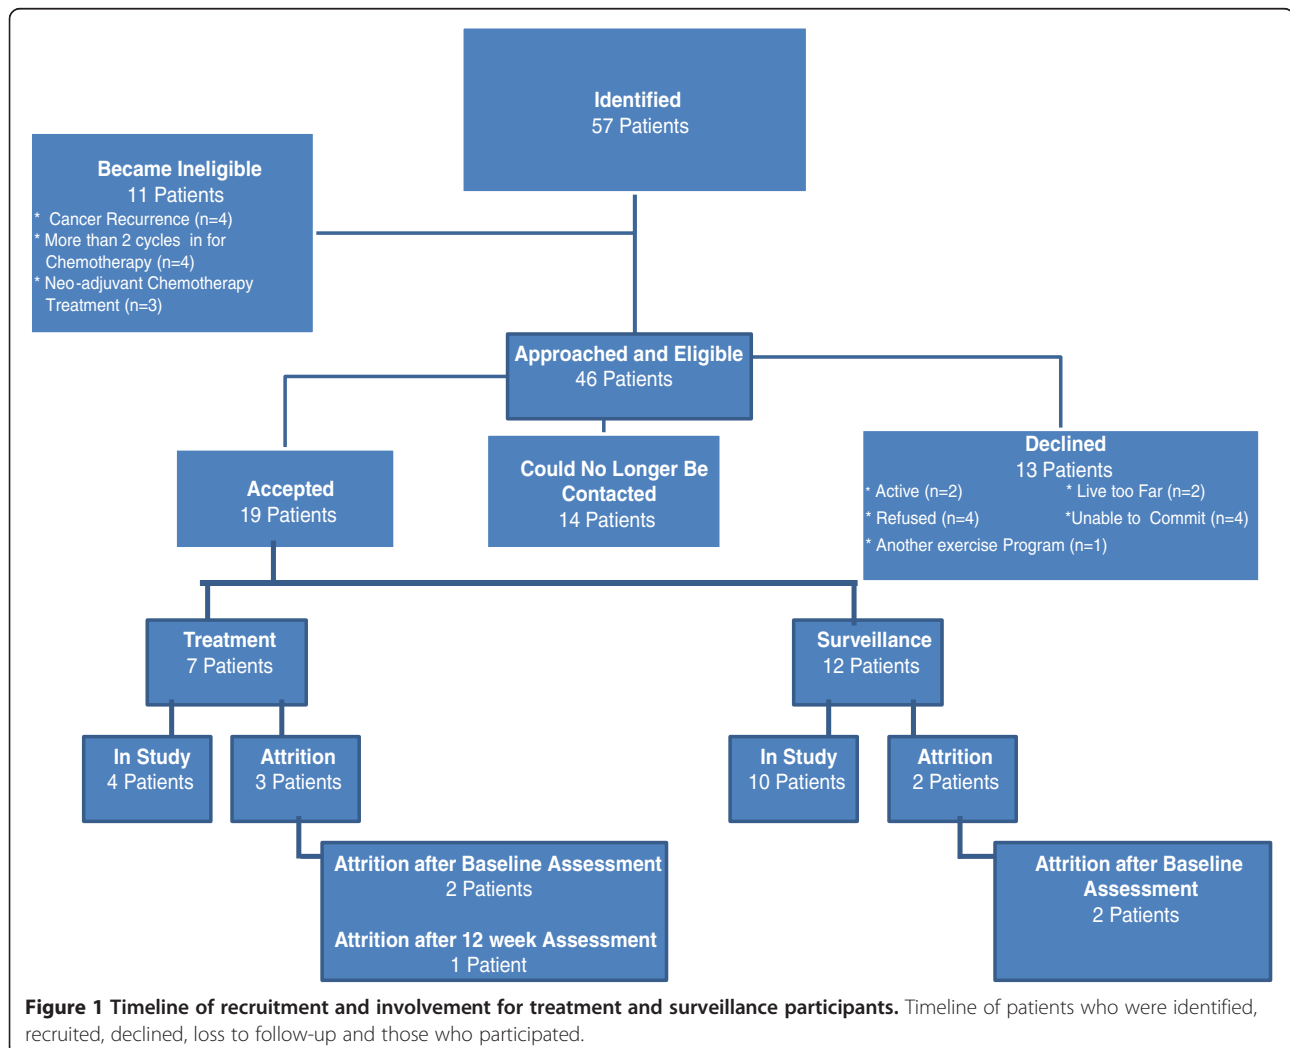 Identified
57 Patients
Became Ineligible
11 Patients
* Cancer Recurrence (n=4)
* More than 2 cycles in for
Chemotherapy (n=4)
* Neo-adjuvant Chemotherapy
Treatment (n=3)
Approached and Eligible
46 Patients
Accepted
19 Patients
Could No Longer Be
Contacted
14 Patients
Declined
13 Patients
* Active (n=2) * Live too Far (n=2)
* Refused (n=4) *Unable to Commit (n=4)
* Another exercise Program (n=1)
Treatment
7 Patients
Surveillance
12 Patients
In Study
4 Patients
Attrition
3 Patients
In Study
10 Patients
Attrition
2 Patients
Attrition after Baseline Assessment
2 Patients
Attrition after 12 week Assessment
1 Patient
Attrition after Baseline
Assessment
2 Patients
Figure 1 Timeline of recruitment and involvement for treatment and surveillance participants. Timeline of patients who were identified,
recruited, declined, loss to follow-up and those who participated.